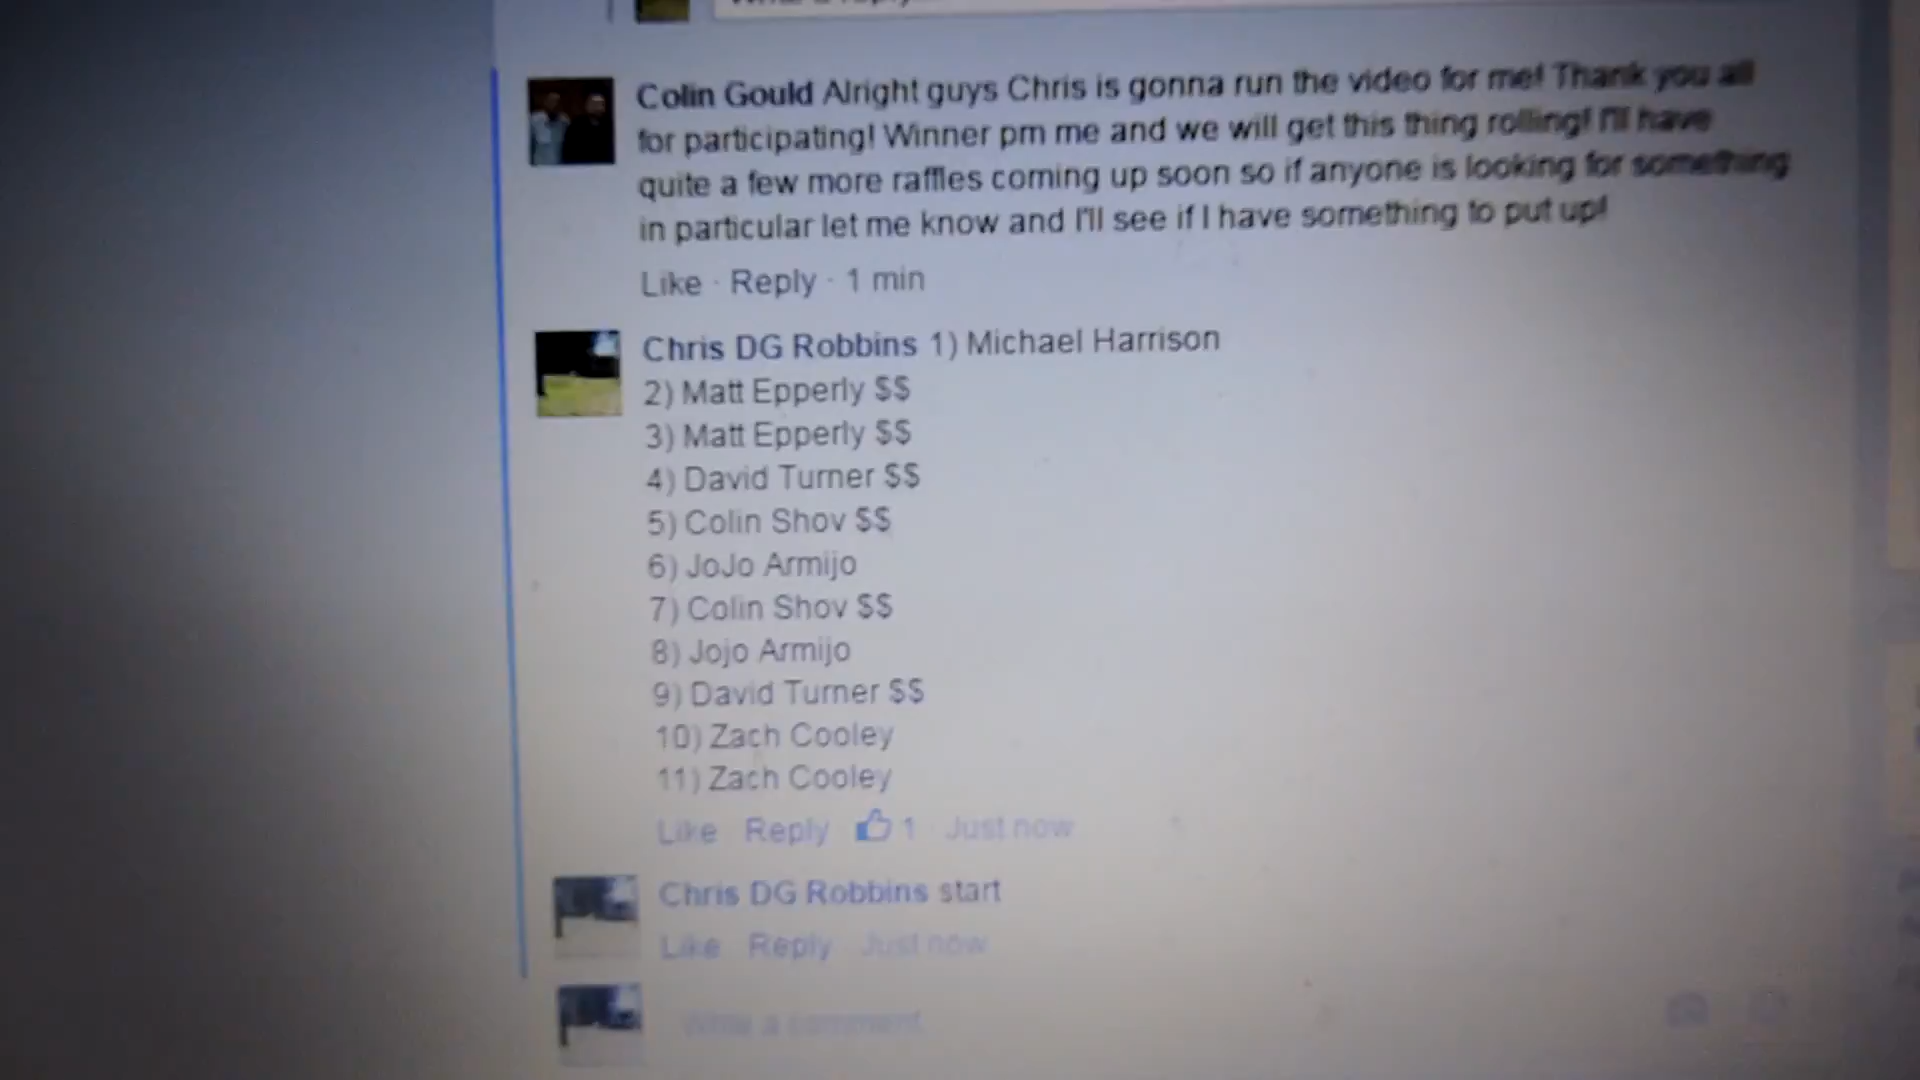 Colin Gould Alright guys Chris is gonna run the video for me! Thank you all
for participating! Winner pm me and we will get this thing rolling! I'll have
quite a few more raffles coming up soon so if anyone is looking for something
in particular let me know and I'll see if I have something to put up!
Like · Reply · 1 min
Chris DG Robbins 1) Michael Harrison
2) Matt Epperly $$
3) Matt Epperly $$
4) David Turner $$
5) Colin Shov $$
6) JoJo Armijo
7) Colin Shov $$
8) Jojo Armijo
9) David Turner $$
10) Zach Cooley
11) Zach Cooley
Like Reply 1 Just now
Chris DG Robbins start
Like Reply Just now
Write a comment